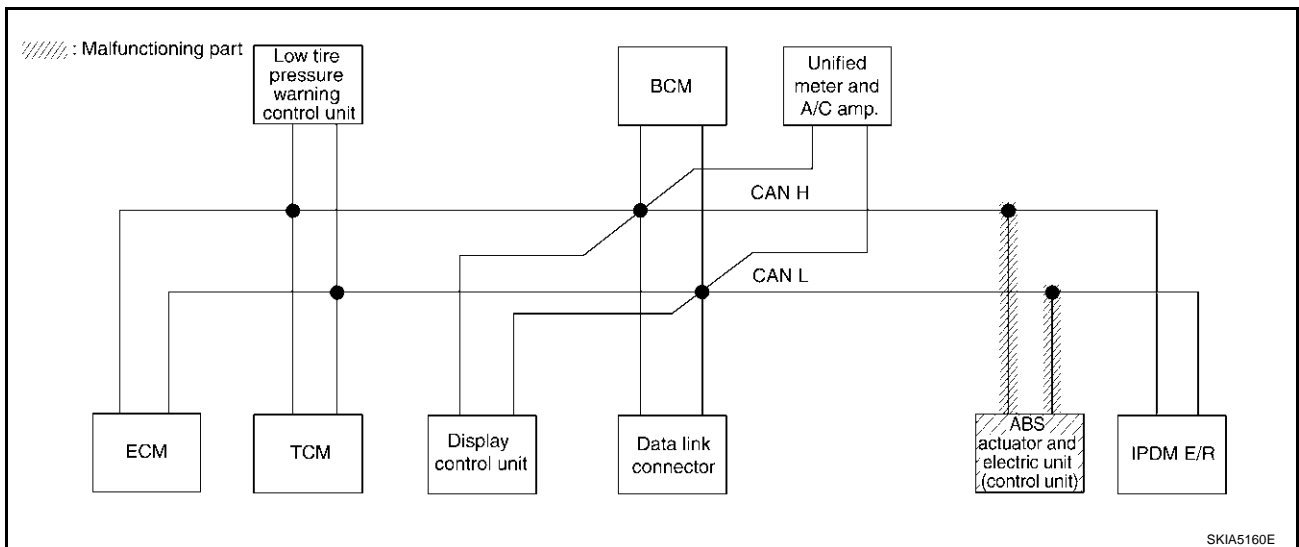 : Malfunctioning part
Low tire
pressure
warning
control unit
BCM
Unified
meter and
A/C amp.
CAN H
CAN L
ECM
TCM
Display
control unit
Data link
connector
ABS
actuator and
electric unit
(control unit)
IPDM E/R
SKIA5160E